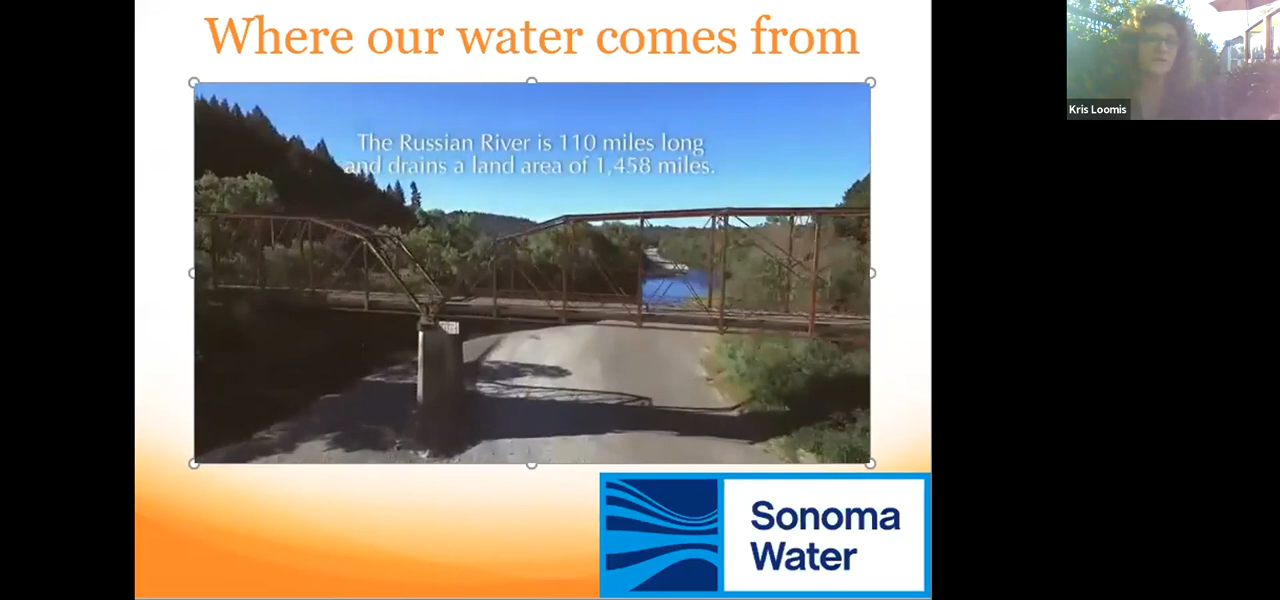 Where our water comes from
Kris Loomis
The Russian River is 110 miles long
and drains a land area of 1,458 miles.
Sonoma
Water